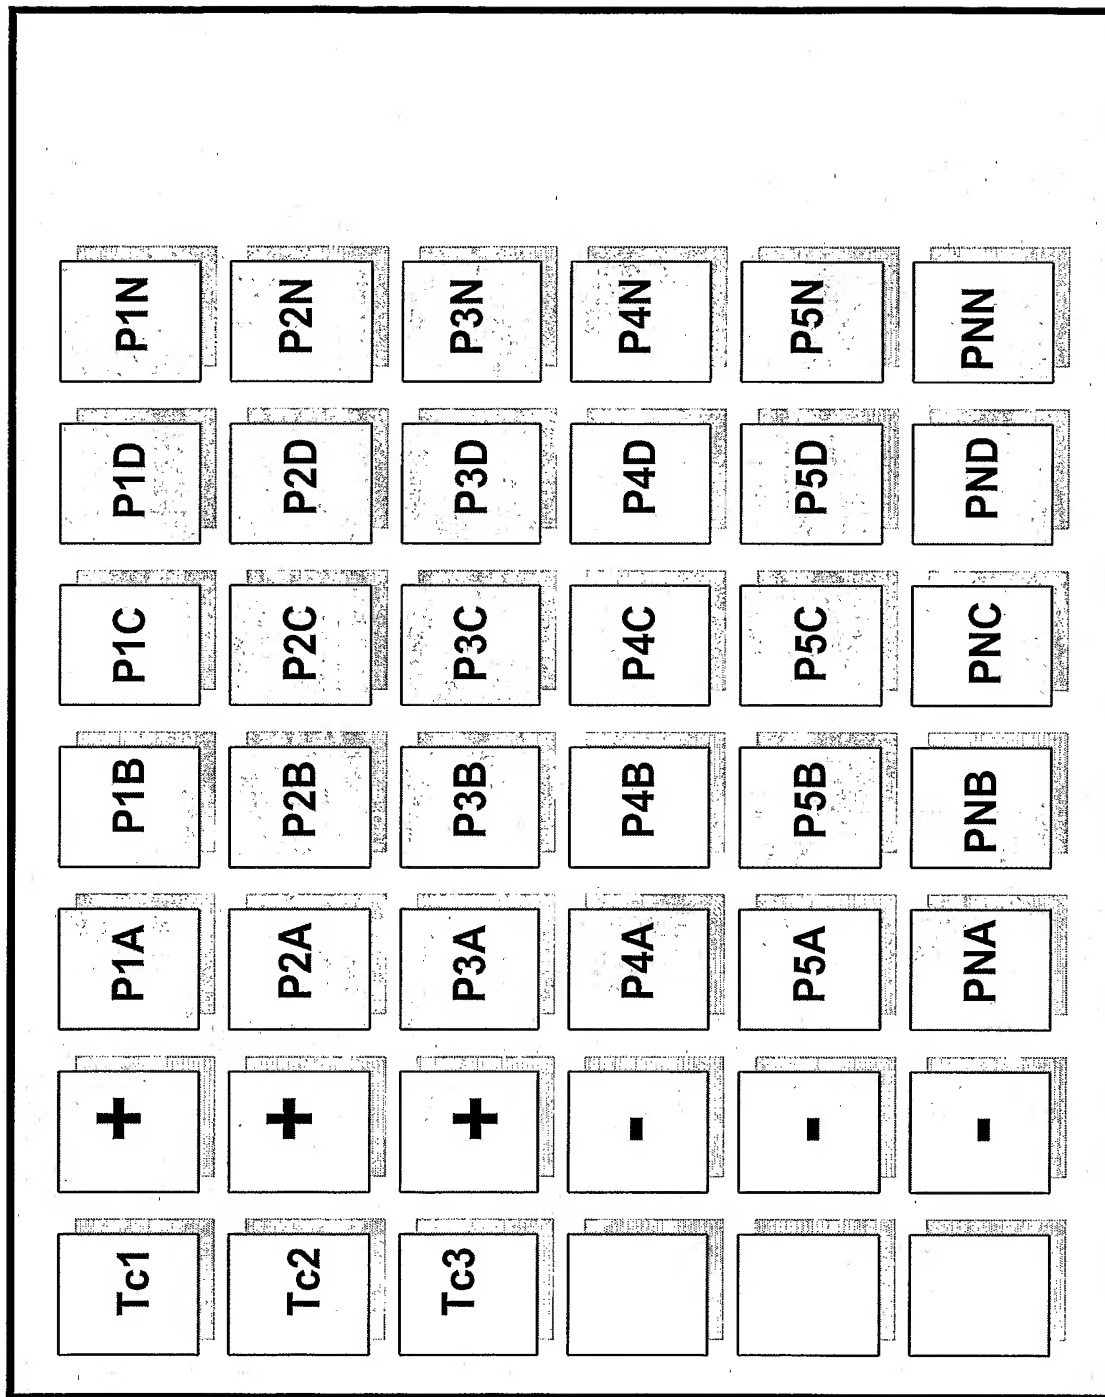 Tc1 + P1A P1B P1C P1D P1N
Tc2 + P2A P2B P2C P2D P2N
Tc3 + P3A P3B P3C P3D P3N
- P4A P4B P4C P4D P4N
- P5A P5B P5C P5D P5N
- PNA PNB PNC PND PNN